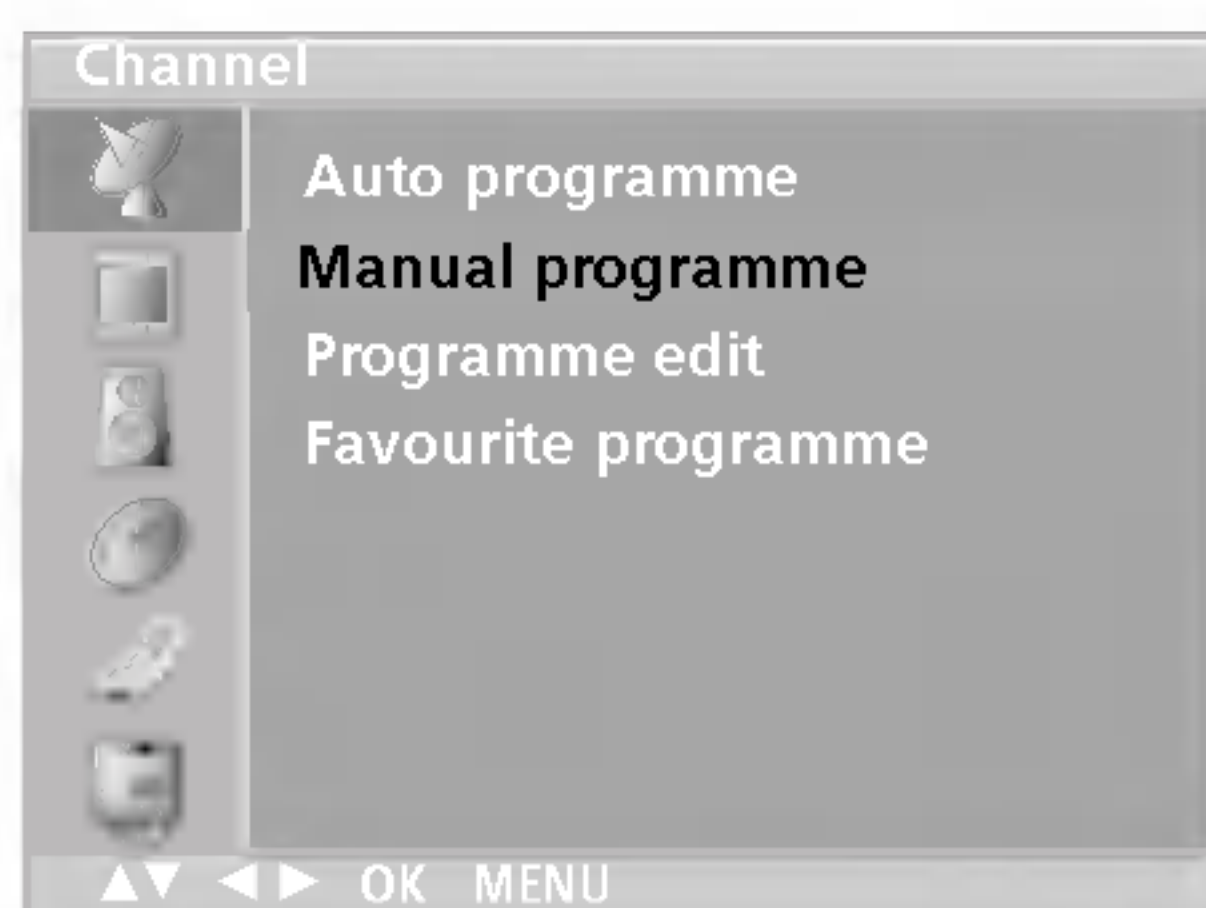 Channel
Auto programme
Manual programme
Programme edit
Favourite programme
▲▼ ◀ ▶ OK MENU